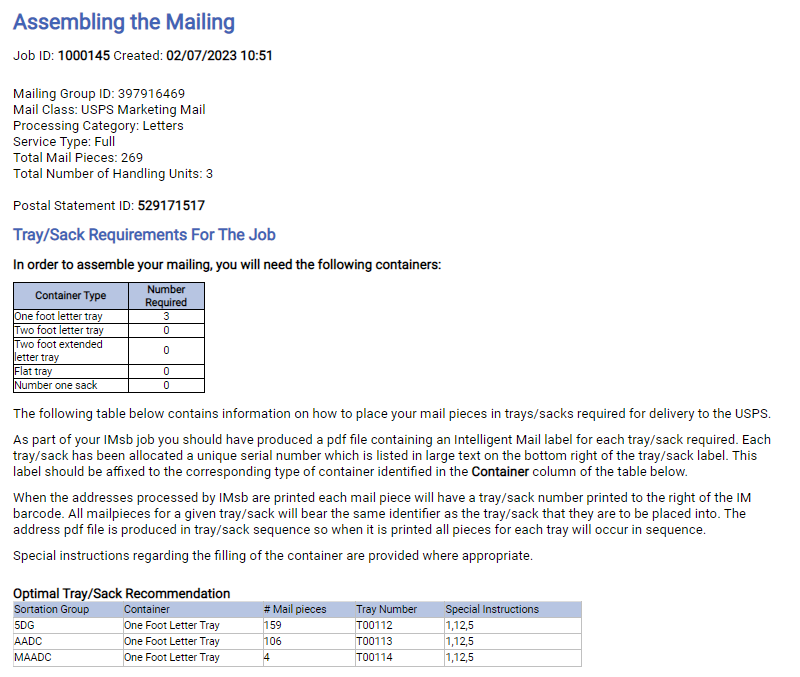 Assembling the Mailing
Job ID: 1000145 Created: 02/07/2023 10:51
Mailing Group ID: 397916469
Mail Class: USPS Marketing Mail
Processing Category: Letters
Service Type: Full
Total Mail Pieces: 269
Total Number of Handling Units: 3
Postal Statement ID: 529171517
Tray/Sack Requirements For The Job
In order to assemble your mailing, you will need the following containers:
Container Type Number Required
One foot letter tray 3
Two foot letter tray 0
Two foot extended letter tray 0
Flat tray 0
Number one sack 0
The following table below contains information on how to place your mail pieces in trays/sacks required for delivery to the USPS.
As part of your IMsb job you should have produced a pdf file containing an Intelligent Mail label for each tray/sack required. Each
tray/sack has been allocated a unique serial number which is listed in large text on the bottom right of the tray/sack label. This
label should be affixed to the corresponding type of container identified in the Container column of the table below.
When the addresses processed by IMsb are printed each mail piece will have a tray/sack number printed to the right of the IM
barcode. All mailpieces for a given tray/sack will bear the same identifier as the tray/sack that they are to be placed into. The
address pdf file is produced in tray/sack sequence so when it is printed all pieces for each tray will occur in sequence.
Special instructions regarding the filling of the container are provided where appropriate.
Optimal Tray/Sack Recommendation
Sortation Group Container # Mail pieces Tray Number Special Instructions
5DG One Foot Letter Tray 159 T00112 1,12,5
AADC One Foot Letter Tray 106 T00113 1,12,5
MAADC One Foot Letter Tray 4 T00114 1,12,5